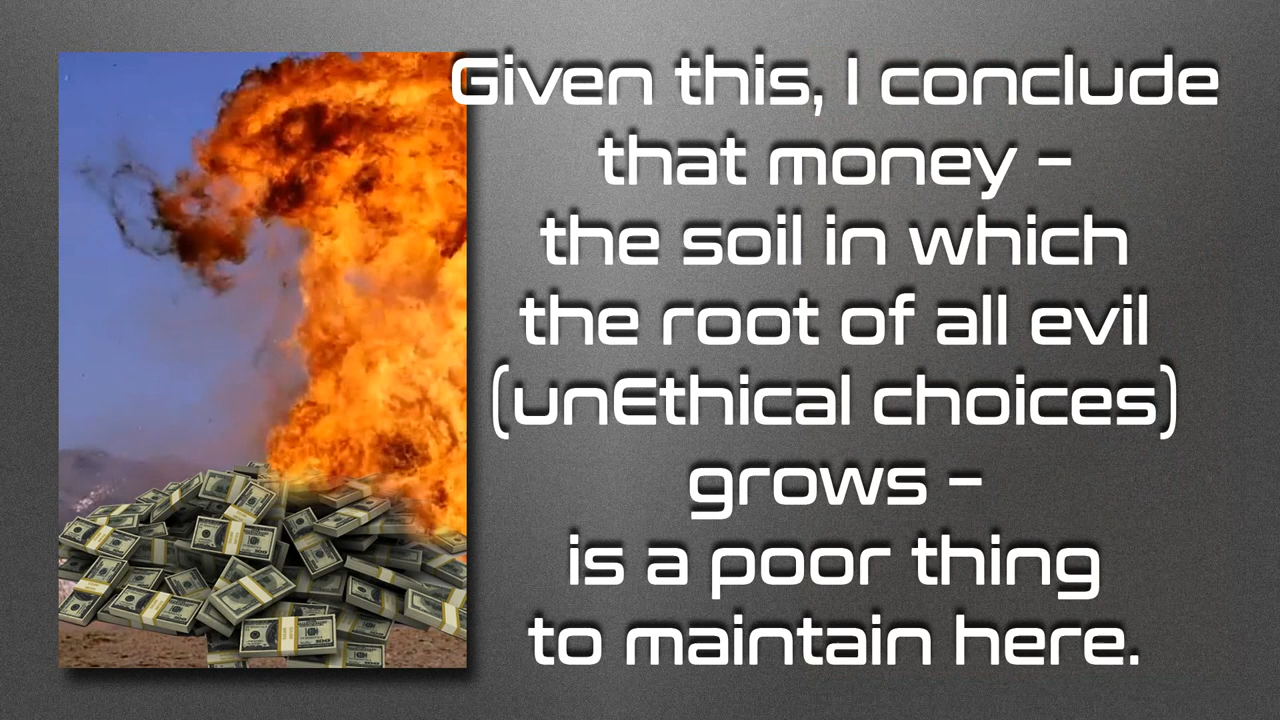 Given this, I conclude
that money –
the soil in which
the root of all evil
(unEthical choices)
grows –
is a poor thing
to maintain here.